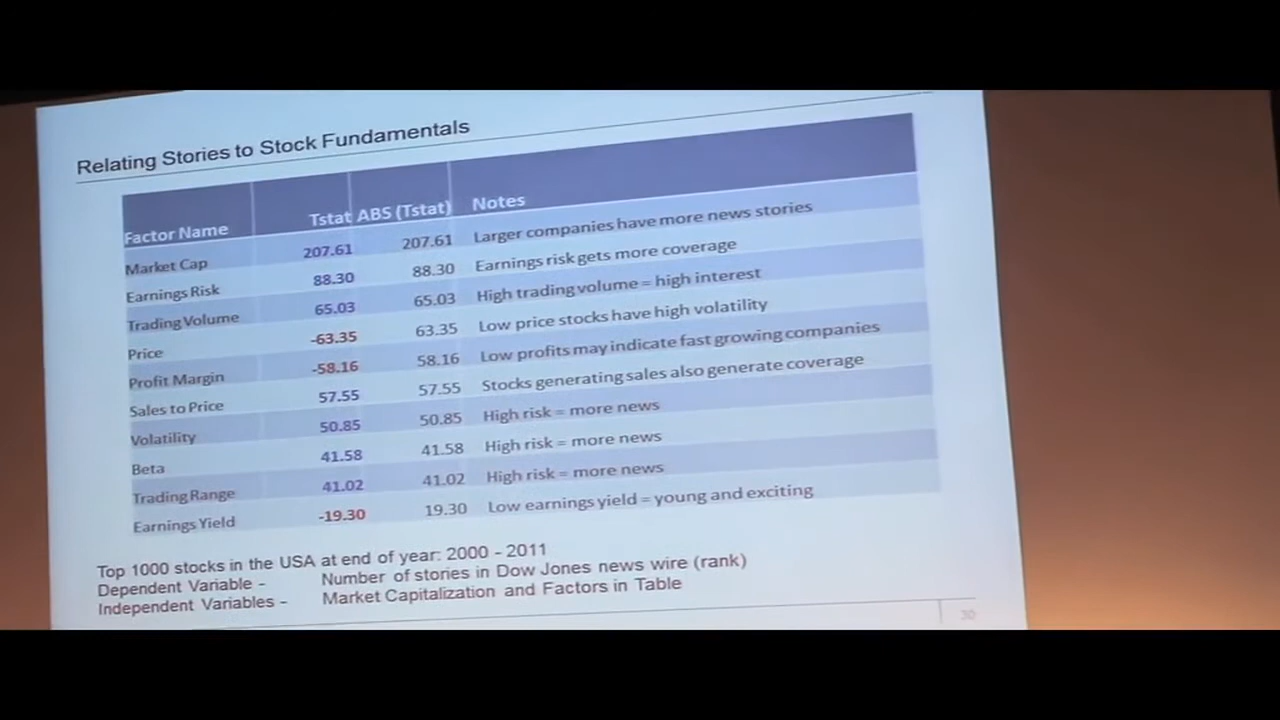 Relating Stories to Stock Fundamentals
Factor Name Tstat ABS (Tstat) Notes
Market Cap 207.61 207.61 Larger companies have more news stories
Earnings Risk 88.30 88.30 Earnings risk gets more coverage
Trading Volume 65.03 65.03 High trading volume = high interest
Price -63.35 63.35 Low price stocks have high volatility
Profit Margin -58.16 58.16 Low profits may indicate fast growing companies
Sales to Price 57.55 57.55 Stocks generating sales also generate coverage
Volatility 50.85 50.85 High risk = more news
Beta 41.58 41.58 High risk = more news
Trading Range 41.02 41.02 High risk = more news
Earnings Yield -19.30 19.30 Low earnings yield = young and exciting
Top 1000 stocks in the USA at end of year: 2000 - 2011
Dependent Variable - Number of stories in Dow Jones news wire (rank)
Independent Variables - Market Capitalization and Factors in Table
30